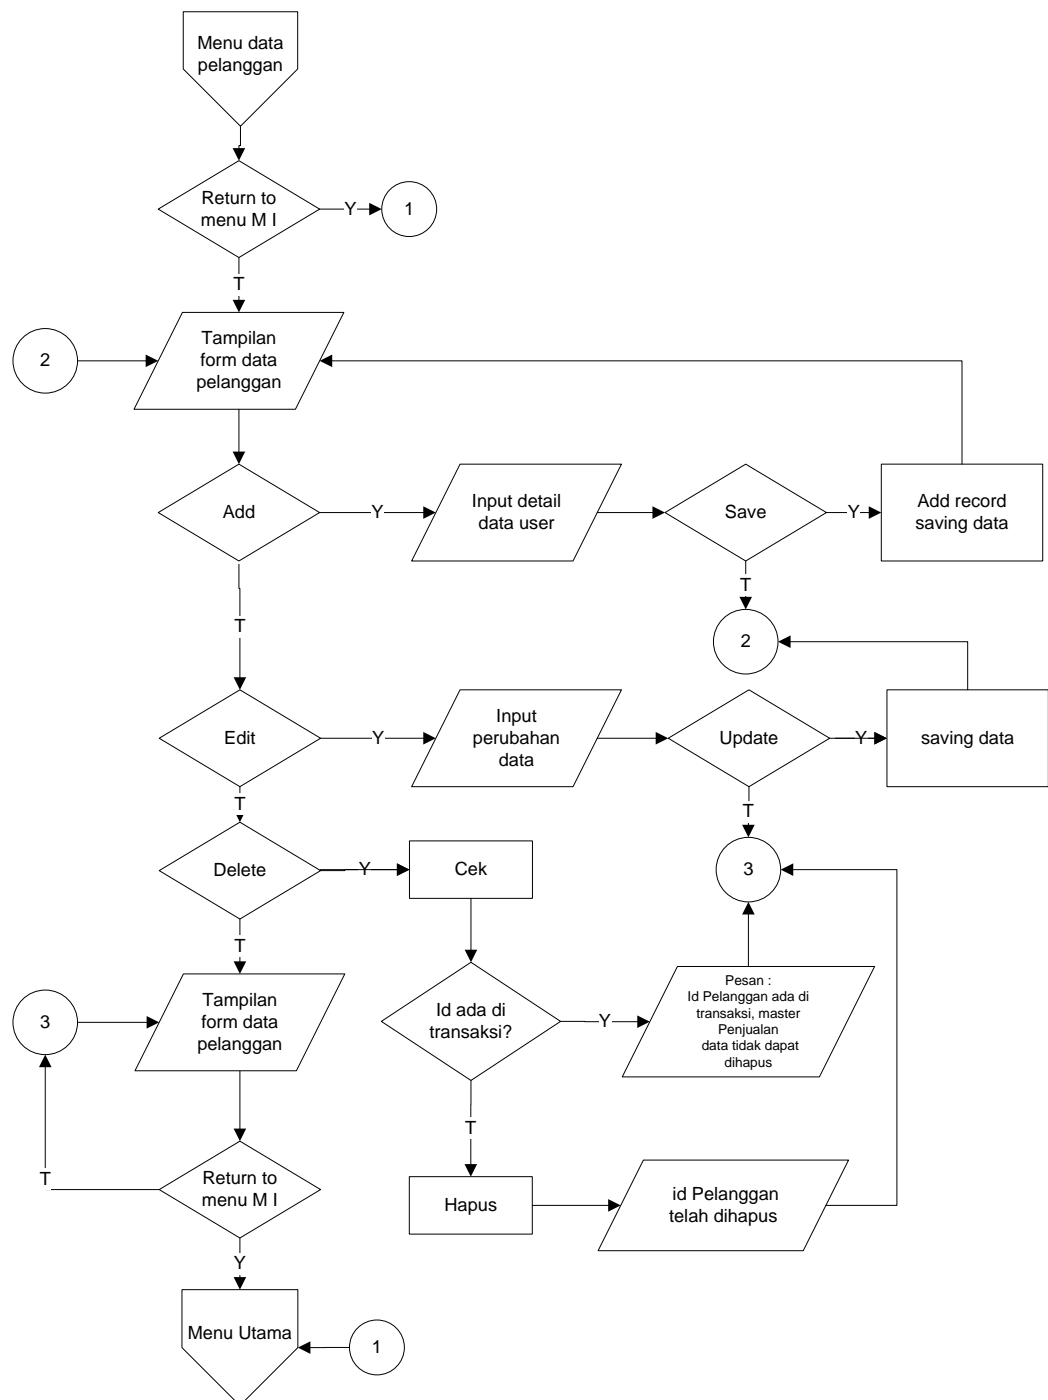 Menu data
pelanggan
Return to
menu M I
Y
1
T
2
Tampilan
form data
pelanggan
Add
Y
Input detail
data user
Save
Y
Add record
saving data
T
T
2
Edit
Y
Input
perubahan
data
Update
Y
saving data
T
T
Delete
Y
Cek
3
T
3
Tampilan
form data
pelanggan
Id ada di
transaksi?
Y
Pesan :
Id Pelanggan ada di
transaksi, master
Penjualan
data tidak dapat
dihapus
T
T
Return to
menu M I
Hapus
id Pelanggan
telah dihapus
Y
Menu Utama
1